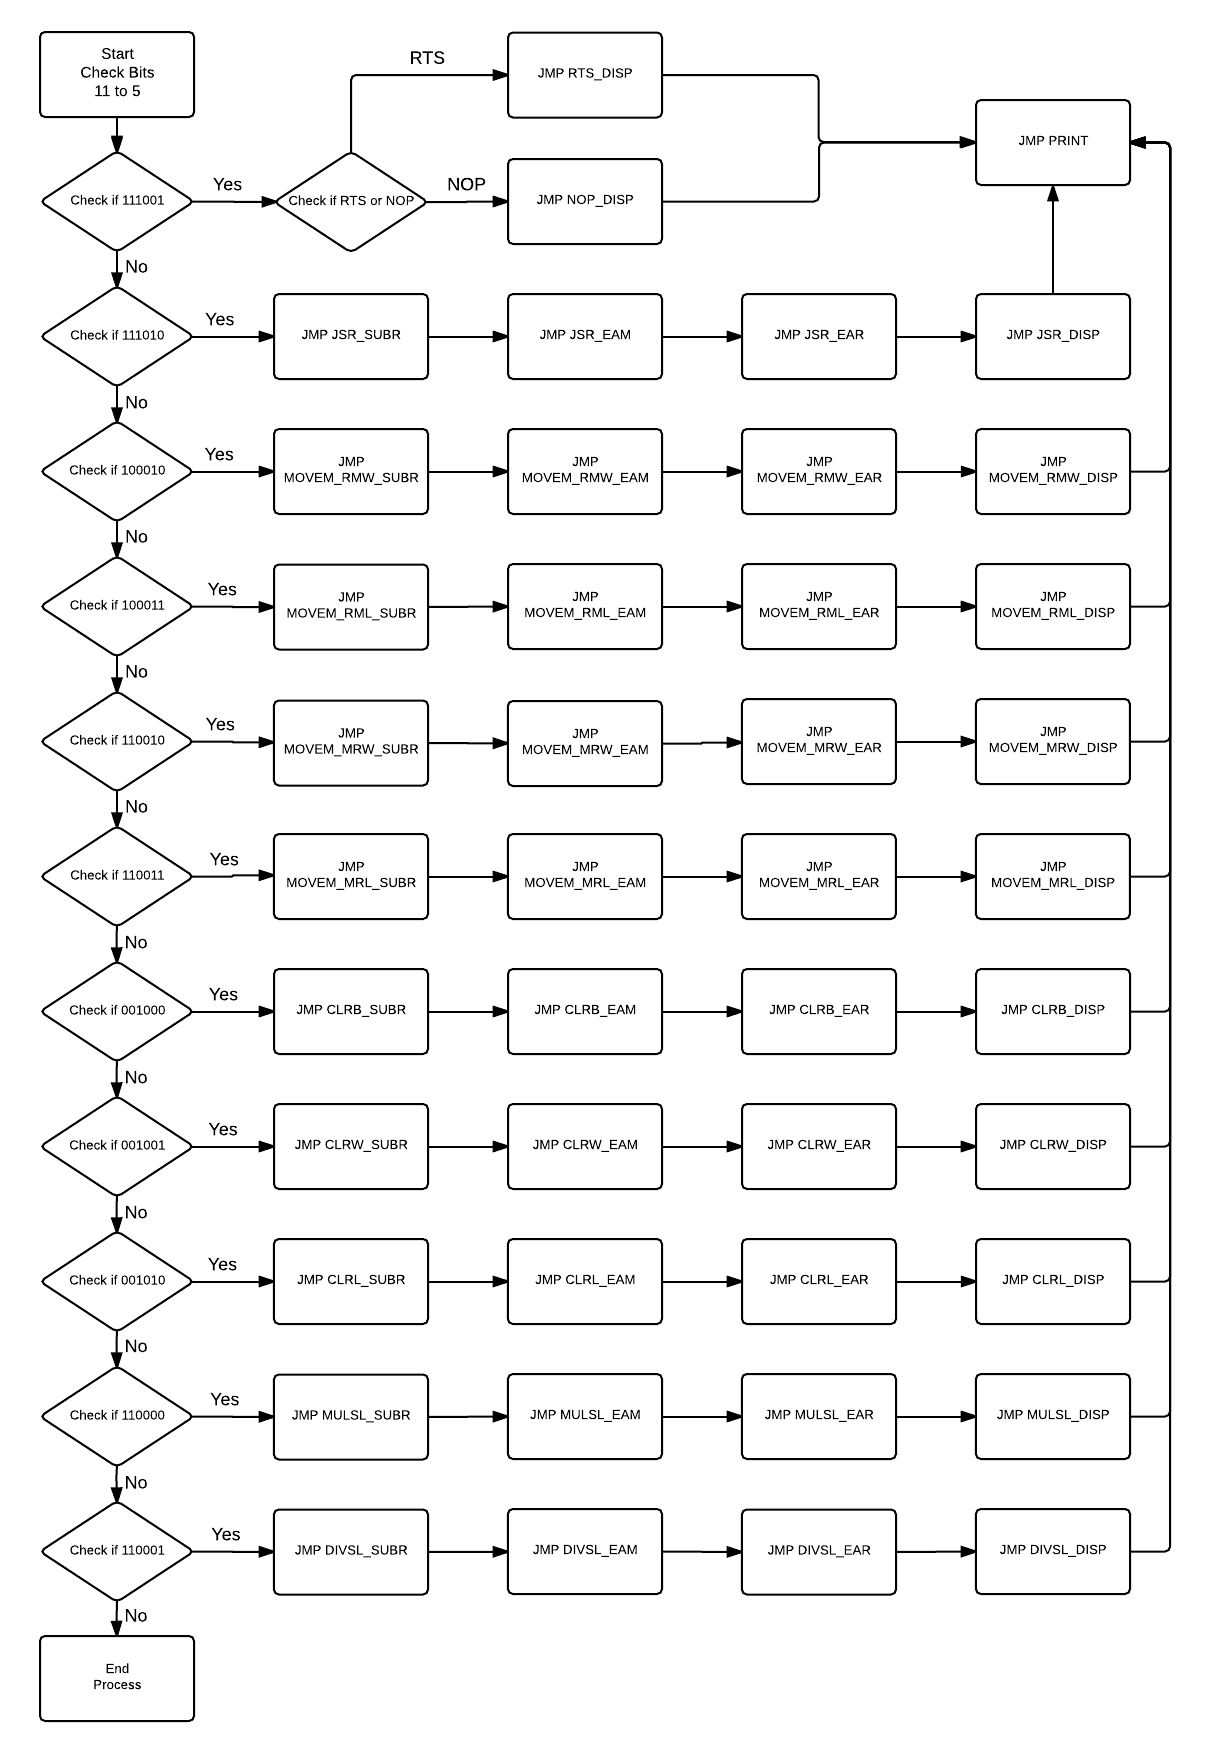 Start
Check Bits
11 to 5
RTS
JMP RTS_DISP
JMP PRINT
Check if 111001
Yes
Check if RTS or NOP
NOP
JMP NOP_DISP
No
Check if 111010
Yes
JMP JSR_SUBR
JMP JSR_EAM
JMP JSR_EAR
JMP JSR_DISP
No
Check if 100010
Yes
JMP
MOVEM_RMW_SUBR
JMP
MOVEM_RMW_EAM
JMP
MOVEM_RMW_EAR
JMP
MOVEM_RMW_DISP
No
Check if 100011
Yes
JMP
MOVEM_RML_SUBR
JMP
MOVEM_RML_EAM
JMP
MOVEM_RML_EAR
JMP
MOVEM_RML_DISP
No
Check if 110010
Yes
JMP
MOVEM_MRW_SUBR
JMP
MOVEM_MRW_EAM
JMP
MOVEM_MRW_EAR
JMP
MOVEM_MRW_DISP
No
Check if 110011
Yes
JMP
MOVEM_MRL_SUBR
JMP
MOVEM_MRL_EAM
JMP
MOVEM_MRL_EAR
JMP
MOVEM_MRL_DISP
No
Check if 001000
Yes
JMP CLRB_SUBR
JMP CLRB_EAM
JMP CLRB_EAR
JMP CLRB_DISP
No
Check if 001001
Yes
JMP CLRW_SUBR
JMP CLRW_EAM
JMP CLRW_EAR
JMP CLRW_DISP
No
Check if 001010
Yes
JMP CLRL_SUBR
JMP CLRL_EAM
JMP CLRL_EAR
JMP CLRL_DISP
No
Check if 110000
Yes
JMP MULSL_SUBR
JMP MULSL_EAM
JMP MULSL_EAR
JMP MULSL_DISP
No
Check if 110001
Yes
JMP DIVSL_SUBR
JMP DIVSL_EAM
JMP DIVSL_EAR
JMP DIVSL_DISP
No
End
Process